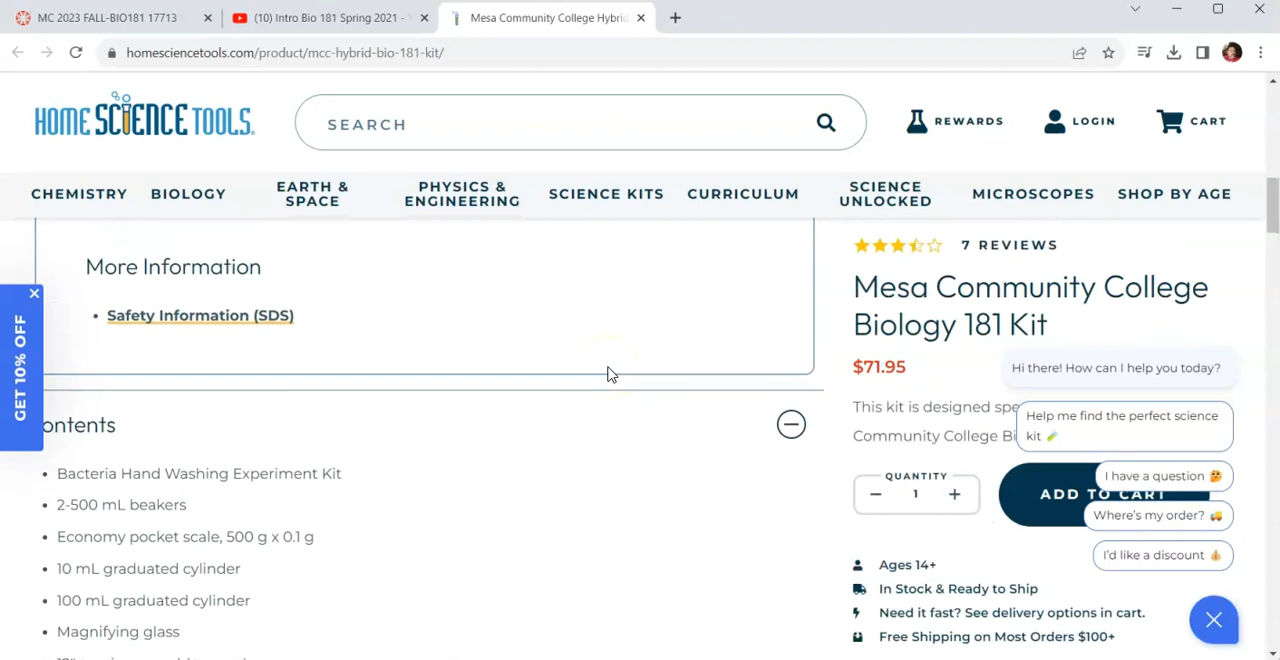 MC 2023 FALL-BIO181 17713
(10) Intro Bio 181 Spring 2021 -
Mesa Community College Hybrid
homesciencetools.com/product/mcc-hybrid-bio-181-kit/
HOME SCIENCE TOOLS.
SEARCH
REWARDS
LOGIN
CART
CHEMISTRY
BIOLOGY
EARTH &
SPACE
PHYSICS &
ENGINEERING
SCIENCE KITS
CURRICULUM
SCIENCE
UNLOCKED
MICROSCOPES
SHOP BY AGE
More Information
• Safety Information (SDS)
GET 10% OFF
ontents
• Bacteria Hand Washing Experiment Kit
• 2-500 mL beakers
• Economy pocket scale, 500 g x 0.1 g
• 10 mL graduated cylinder
• 100 mL graduated cylinder
• Magnifying glass
7 REVIEWS
Mesa Community College
Biology 181 Kit
$71.95
This kit is designed spe
Community College Bi
QUANTITY
− 1 +
ADD TO CART
Hi there! How can I help you today?
Help me find the perfect science
kit 🧪
I have a question 🤔
Where's my order? 🚚
I'd like a discount 💰
Ages 14+
In Stock & Ready to Ship
Need it fast? See delivery options in cart.
Free Shipping on Most Orders $100+